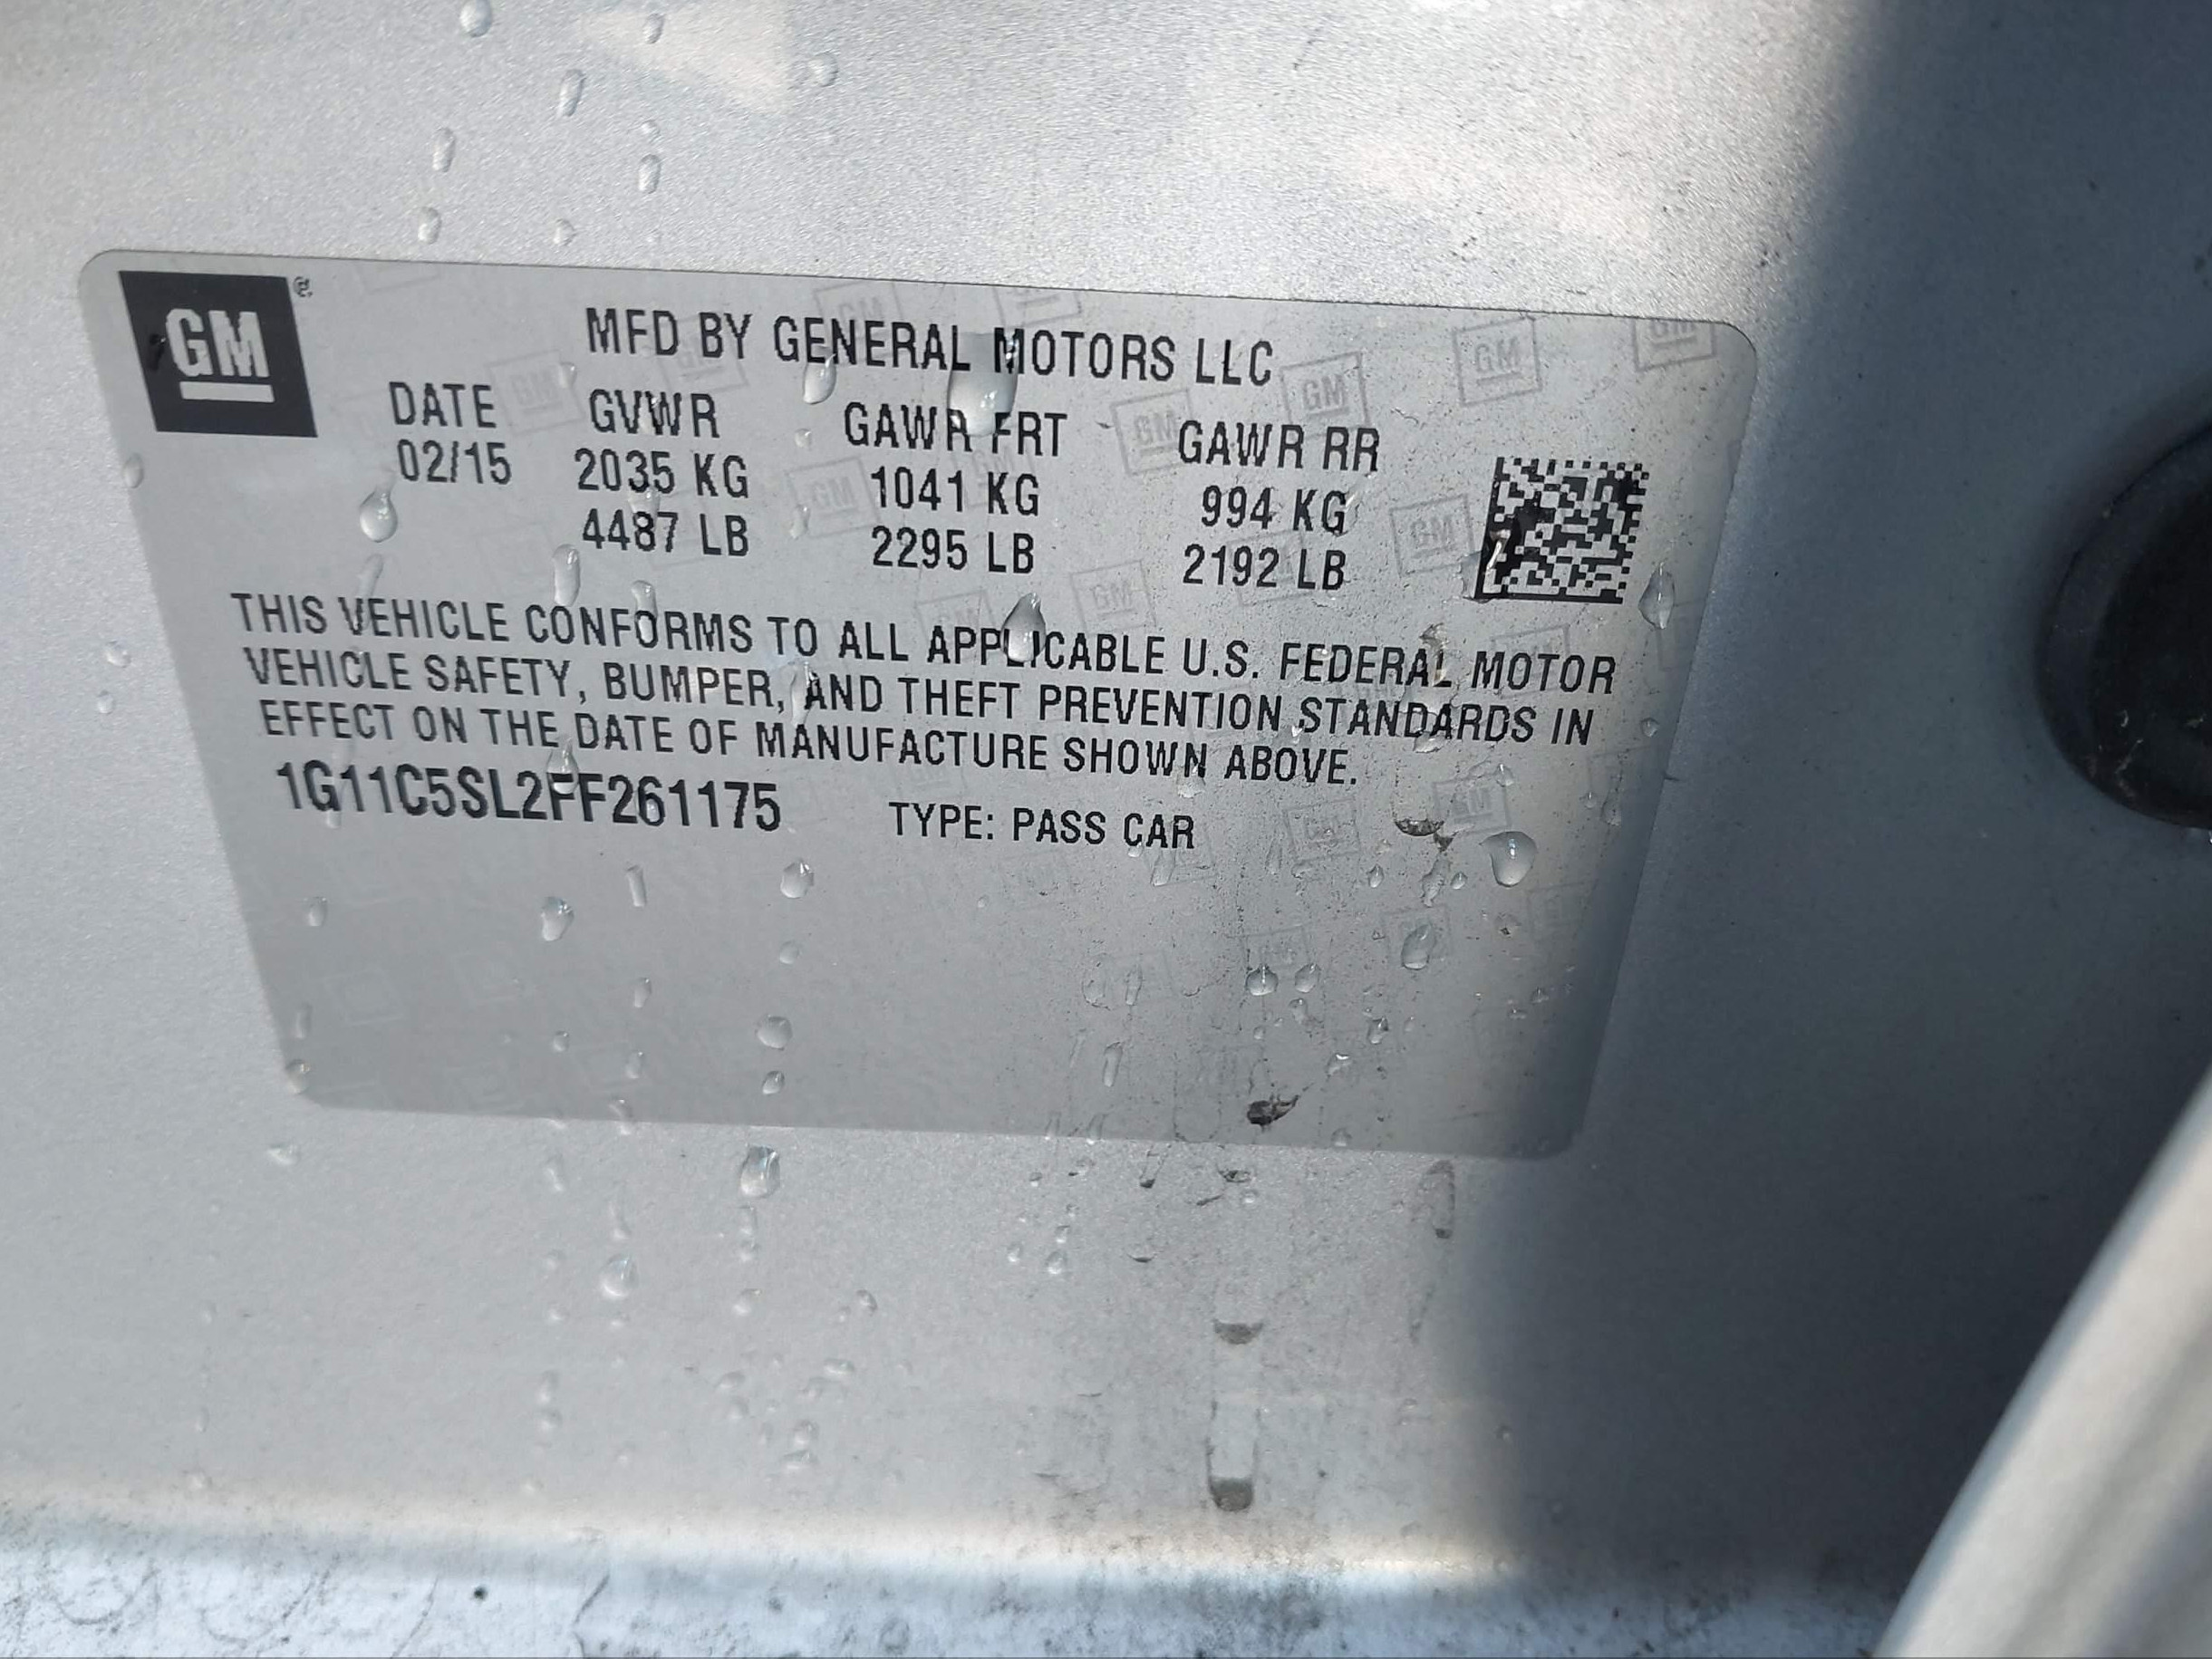 GM
MFD BY GENERAL MOTORS LLC
DATE GVWR GAWR FRT GAWR RR
02/15 2035 KG 1041 KG 994 KG
4487 LB 2295 LB 2192 LB
THIS VEHICLE CONFORMS TO ALL APPLICABLE U.S. FEDERAL MOTOR
VEHICLE SAFETY, BUMPER, AND THEFT PREVENTION STANDARDS IN
EFFECT ON THE DATE OF MANUFACTURE SHOWN ABOVE.
1G11C5SL2FF261175 TYPE: PASS CAR